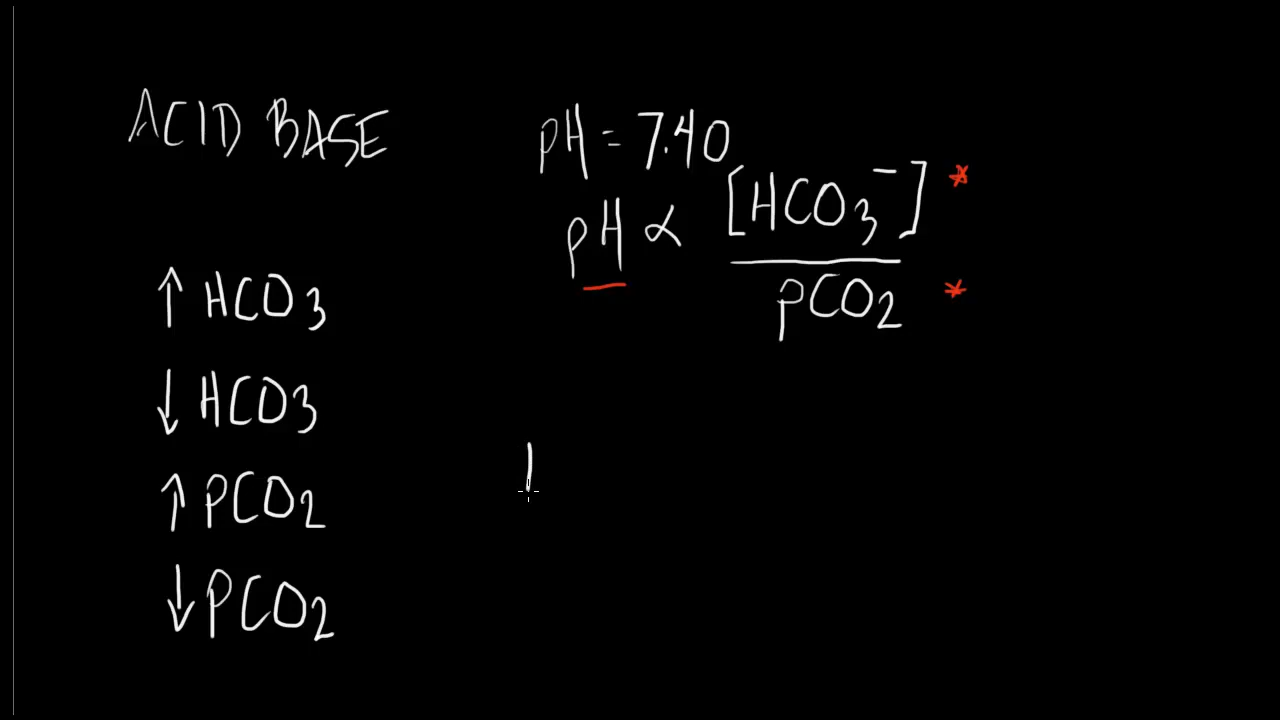 ACID BASE
pH = 7.40
pH ∝ [HCO3⁻] *
pCO2 *
↑ HCO3
↓ HCO3
↑ PCO2
↓ PCO2